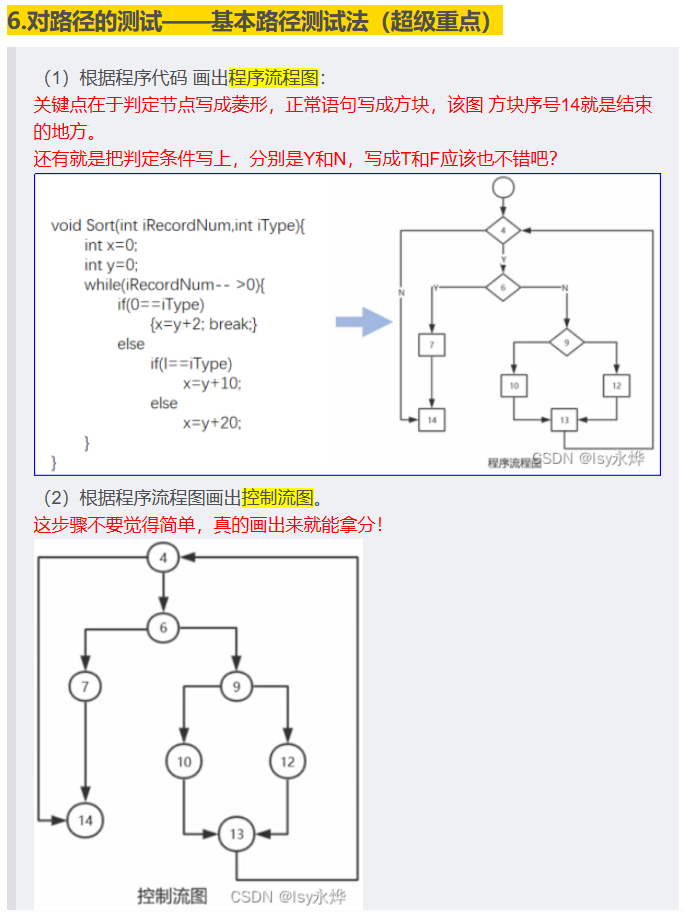 6.对路径的测试——基本路径测试法（超级重点）
（1）根据程序代码 画出程序流程图：
关键点在于判定节点写成菱形，正常语句写成方块，该图 方块序号14就是结束
的地方。
还有就是把判定条件写上，分别是Y和N，写成T和F应该也不错吧？
void Sort(int iRecordNum,int iType){
int x=0;
int y=0;
while(iRecordNum-- >0){
if(0==iType)
{x=y+2; break;}
else
if(l==iType)
x=y+10;
else
x=y+20;
}
}
4
Y
N
6
Y
N
7
9
10
12
14
13
程序流程图
CSDN @lsy永烨
（2）根据程序流程图画出控制流图。
这步骤不要觉得简单，真的画出来就能拿分！
4
6
7
9
10
12
14
13
控制流图
CSDN @lsy永烨